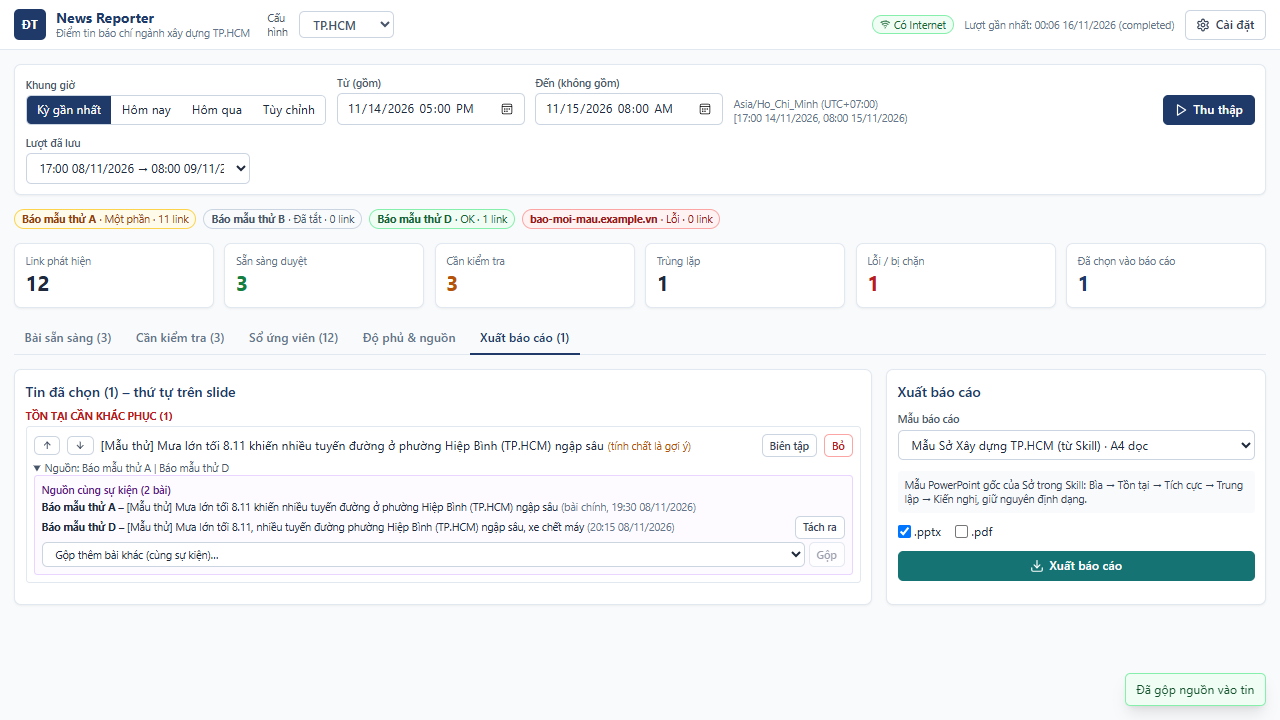 ĐT
News Reporter
Điểm tin báo chí ngành xây dựng TP.HCM
Cấu hình
TP.HCM
Có Internet
Lượt gần nhất: 00:06 16/11/2026 (completed)
Cài đặt
Khung giờ
Kỳ gần nhất
Hôm nay
Hôm qua
Tùy chỉnh
Từ (gồm)
11/14/2026 05:00 PM
Đến (không gồm)
11/15/2026 08:00 AM
Asia/Ho_Chi_Minh (UTC+07:00)
[17:00 14/11/2026, 08:00 15/11/2026)
Thu thập
Lượt đã lưu
17:00 08/11/2026 → 08:00 09/11/2
Báo mẫu thử A · Một phần · 11 link
Báo mẫu thử B · Đã tắt · 0 link
Báo mẫu thử D · OK · 1 link
bao-moi-mau.example.vn · Lỗi · 0 link
Link phát hiện
12
Sẵn sàng duyệt
3
Cần kiểm tra
3
Trùng lặp
1
Lỗi / bị chặn
1
Đã chọn vào báo cáo
1
Bài sẵn sàng (3)
Cần kiểm tra (3)
Sổ ứng viên (12)
Độ phủ & nguồn
Xuất báo cáo (1)
Tin đã chọn (1) – thứ tự trên slide
TỒN TẠI CẦN KHẮC PHỤC (1)
↑ ↓ [Mẫu thử] Mưa lớn tối 8.11 khiến nhiều tuyến đường ở phường Hiệp Bình (TP.HCM) ngập sâu (tính chất là gợi ý)
Biên tập
Bỏ
▼ Nguồn: Báo mẫu thử A | Báo mẫu thử D
Nguồn cùng sự kiện (2 bài)
Báo mẫu thử A – [Mẫu thử] Mưa lớn tối 8.11 khiến nhiều tuyến đường ở phường Hiệp Bình (TP.HCM) ngập sâu (bài chính, 19:30 08/11/2026)
Báo mẫu thử D – [Mẫu thử] Mưa lớn tối 8.11, nhiều tuyến đường phường Hiệp Bình (TP.HCM) ngập sâu, xe chết máy (20:15 08/11/2026)
Tách ra
Gộp thêm bài khác (cùng sự kiện)...
Gộp
Xuất báo cáo
Mẫu báo cáo
Mẫu Sở Xây dựng TP.HCM (từ Skill) · A4 dọc
Mẫu PowerPoint gốc của Sở trong Skill: Bìa → Tồn tại → Tích cực → Trung
lập → Kiến nghị, giữ nguyên định dạng.
.pptx
.pdf
Xuất báo cáo
Đã gộp nguồn vào tin